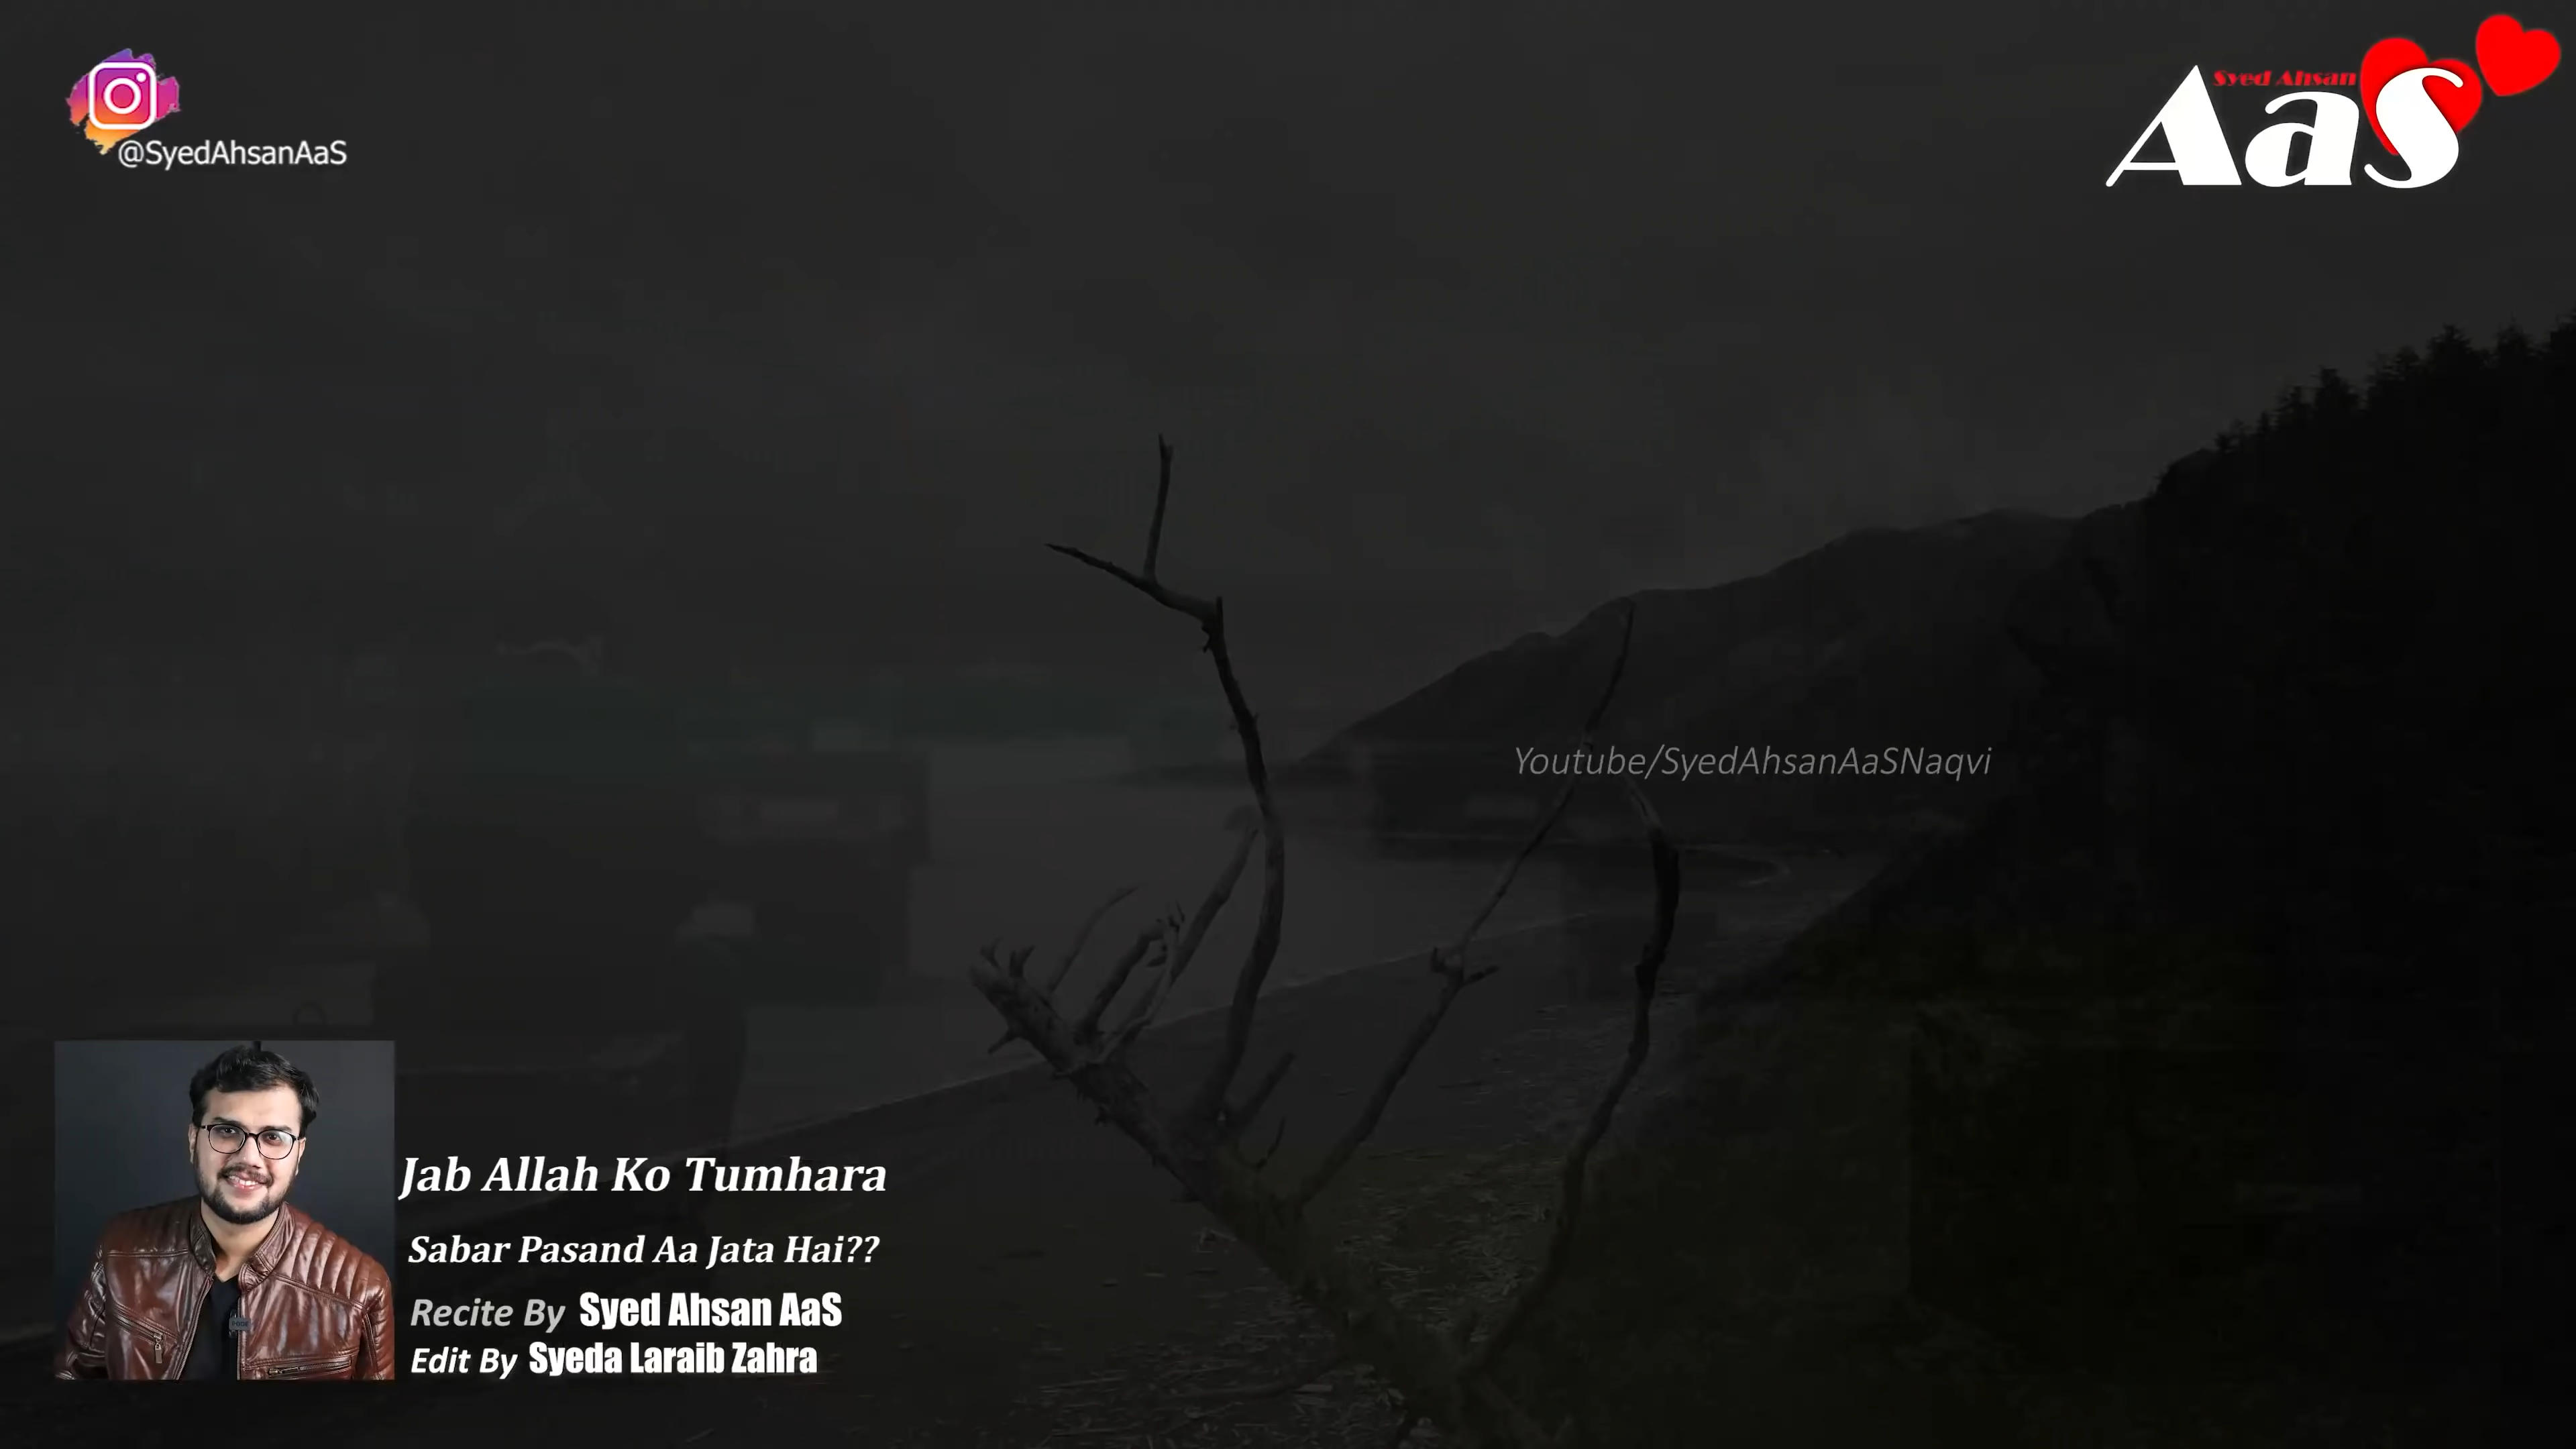 @SyedAhsanAaS
Syed Ahsan
AaS
Youtube/SyedAhsanAaSNaqvi
Jab Allah Ko Tumhara
Sabar Pasand Aa Jata Hai??
Recite By Syed Ahsan AaS
Edit By Syeda Laraib Zahra